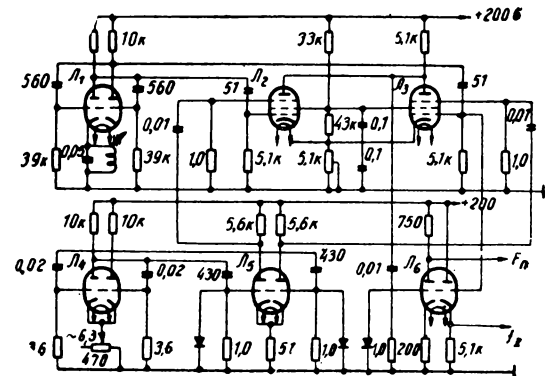 +200 В
10к 33к 5,1к
560 Л1 560 51 Л2 Л3 51
0,01 43к 0,1 0,01
39к 0,05 39к 1,0 5,1к 5,1к 0,1 5,1к 1,0
+200
10к 10к 5,6к 5,6к 750
0,02 Л4 0,02 430 Л5 430 0,01 Л6 Fп
~6,3
470 3,6 1,0 51 1,0 1,0 200 5,1к